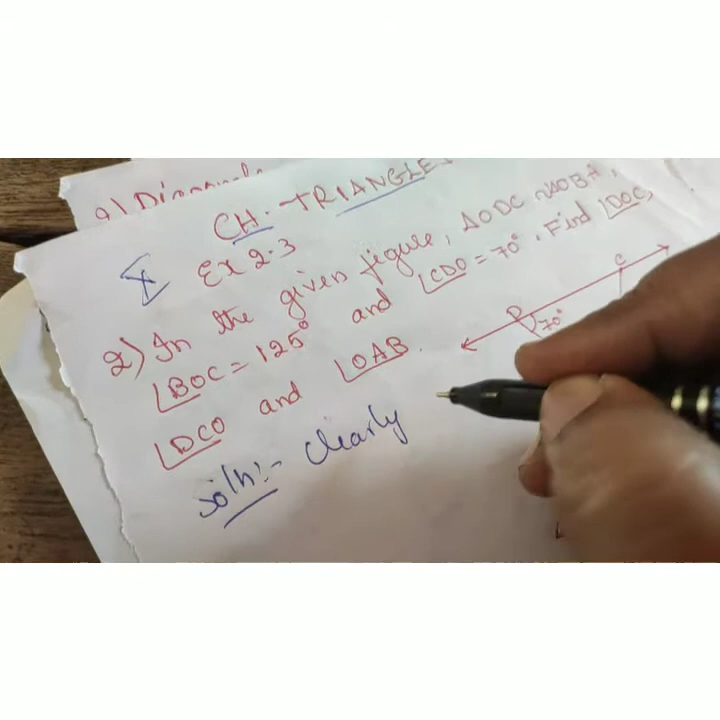 CH. TRIANGLE
X Ex 2.3
2) In the given figure, ΔODC ~ ΔOBA,
∠BOC = 125° and ∠CDO = 70°. Find ∠DOC,
∠DCO and ∠OAB.
Soln:- Clearly
D
70°
C